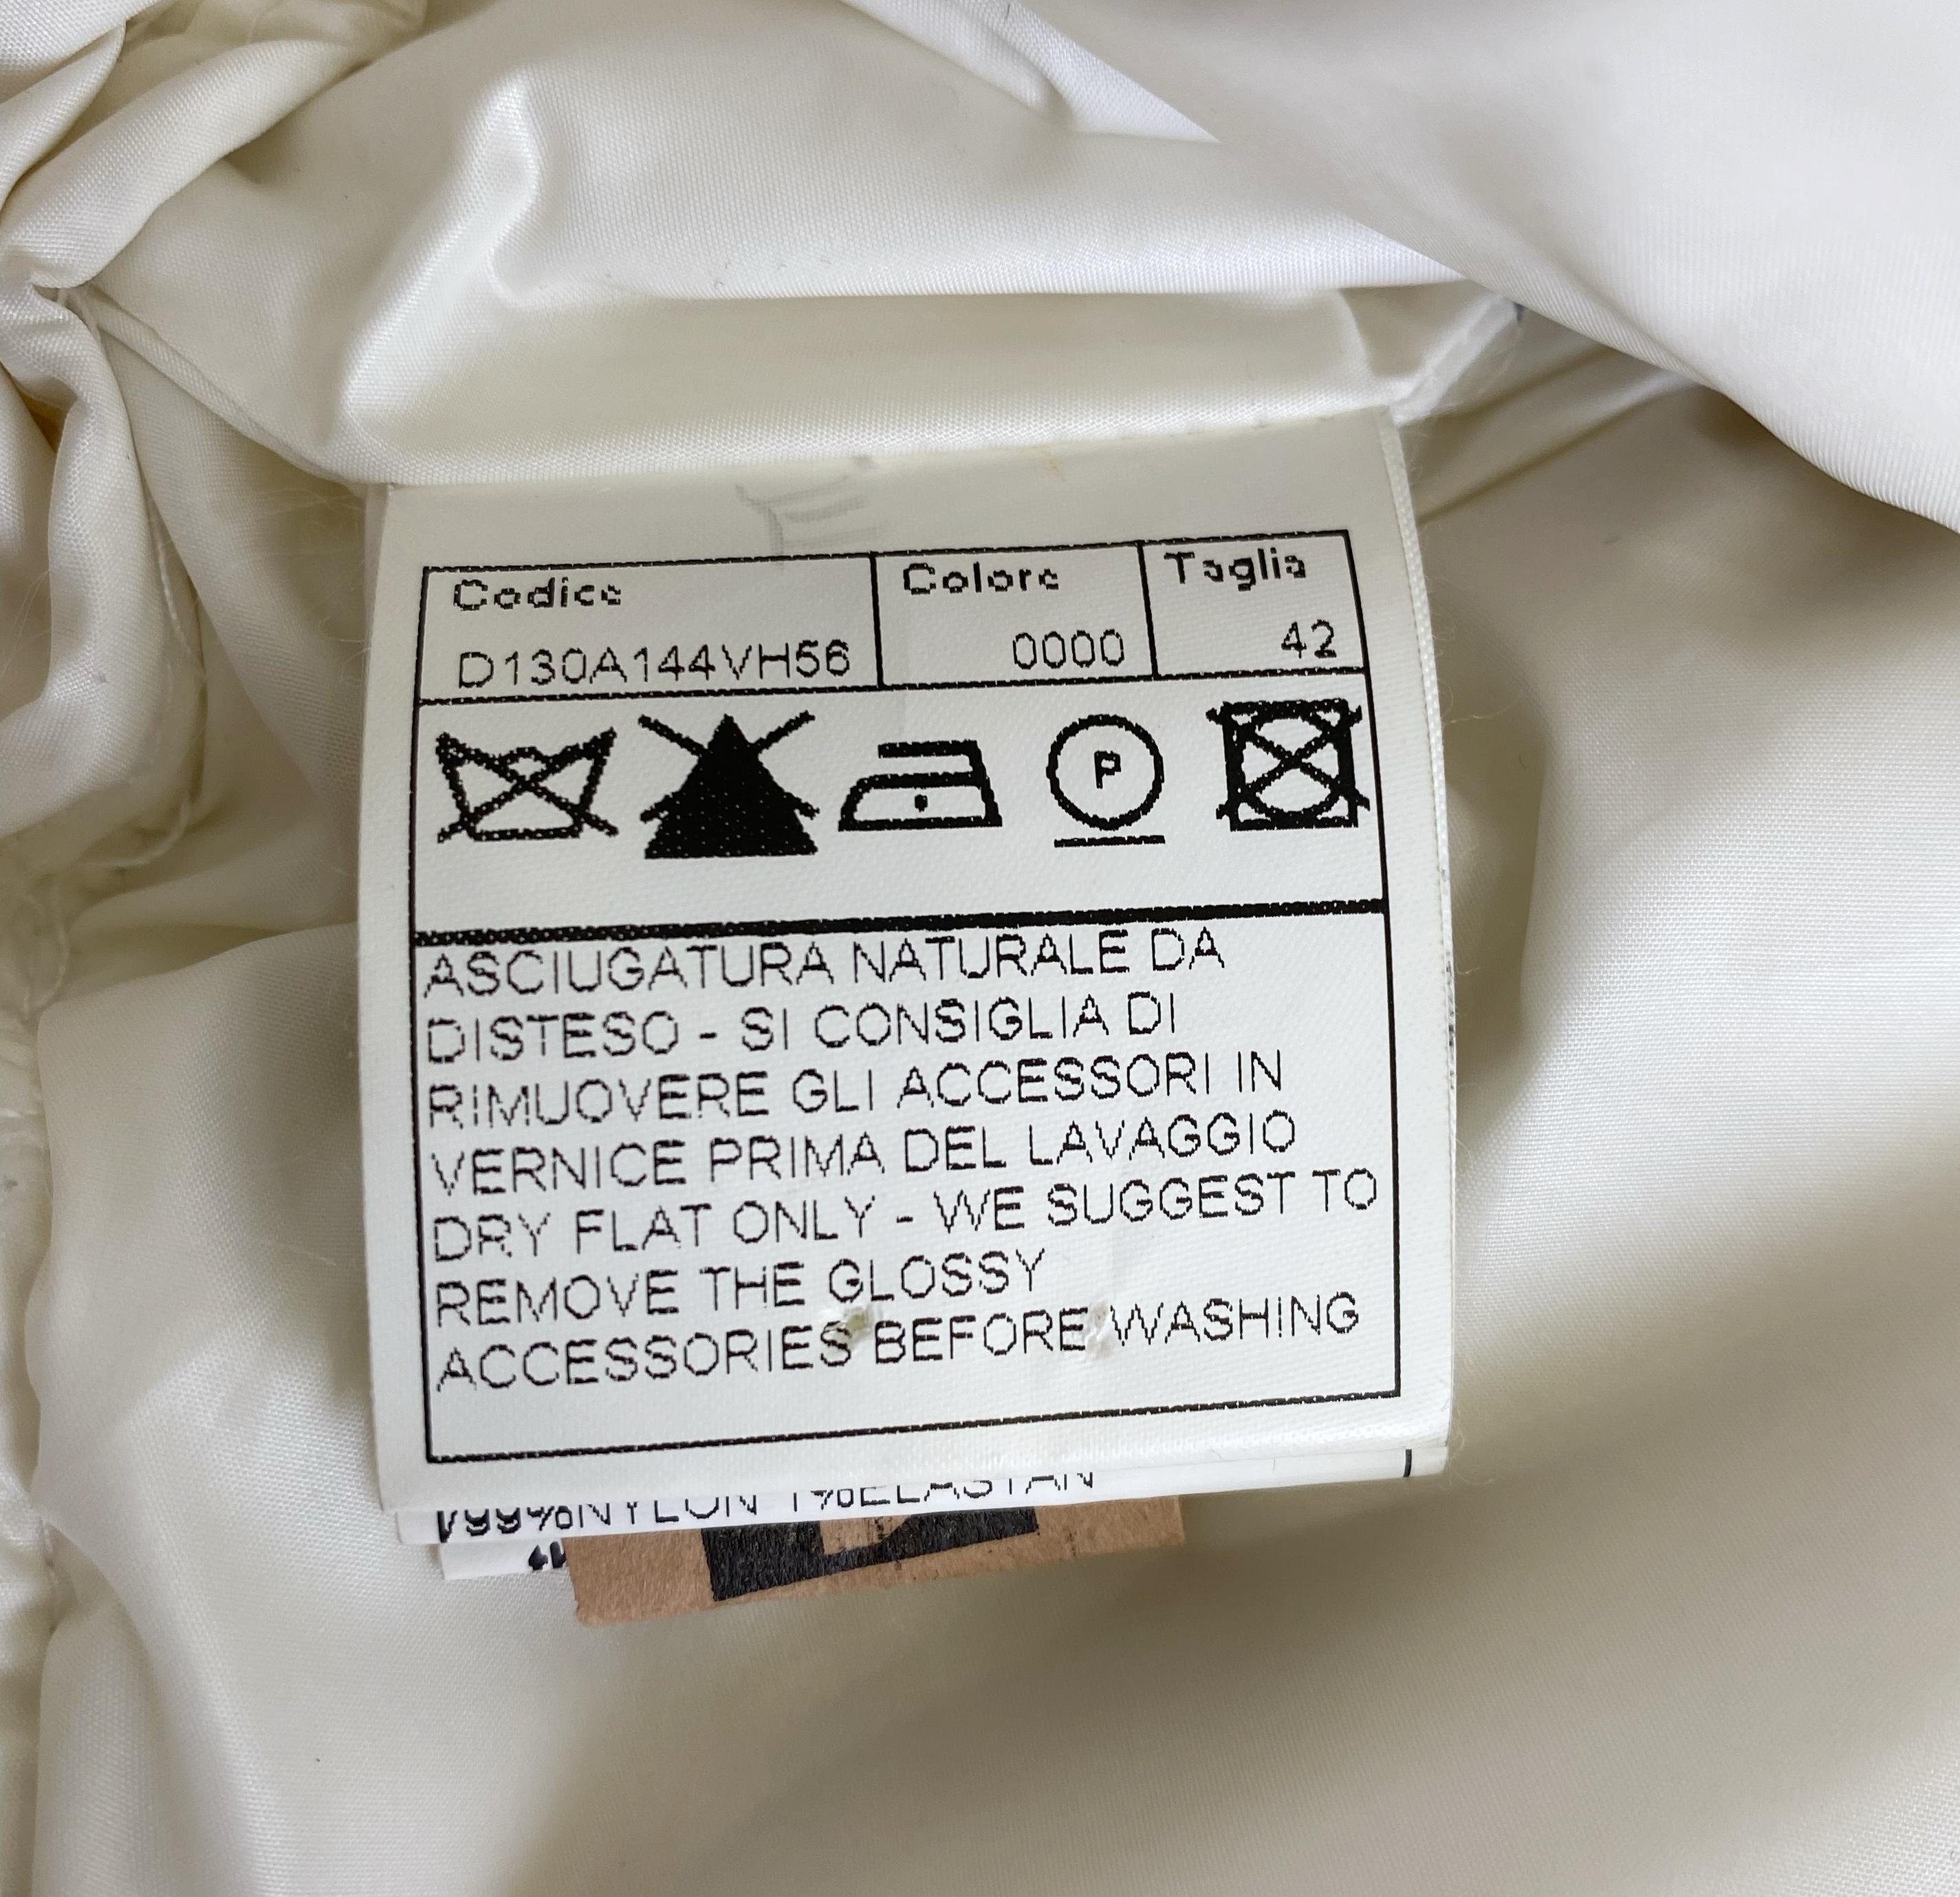 Codice Colore Taglia
D130A144VH56 0000 42
P
ASCIUGATURA NATURALE DA
DISTESO - SI CONSIGLIA DI
RIMUOVERE GLI ACCESSORI IN
VERNICE PRIMA DEL LAVAGGIO
DRY FLAT ONLY - WE SUGGEST TO
REMOVE THE GLOSSY
ACCESSORIES BEFORE WASHING
99%NYLON 1%ELASTAN